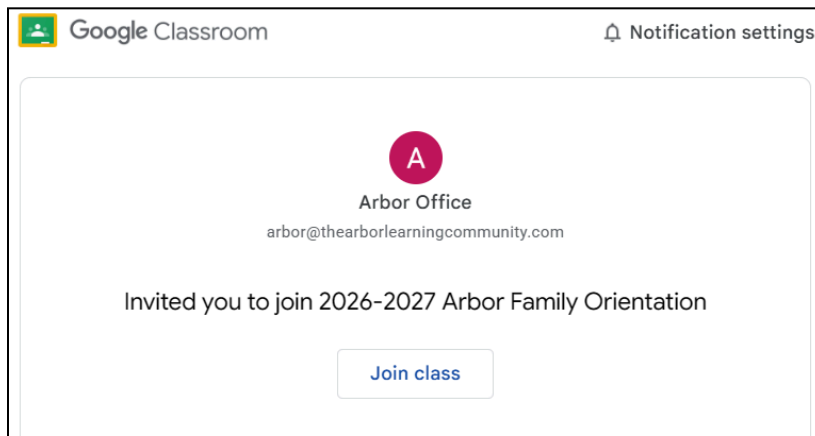 Google Classroom
Notification settings
A
Arbor Office
arbor@thearborlearningcommunity.com
Invited you to join 2026-2027 Arbor Family Orientation
Join class